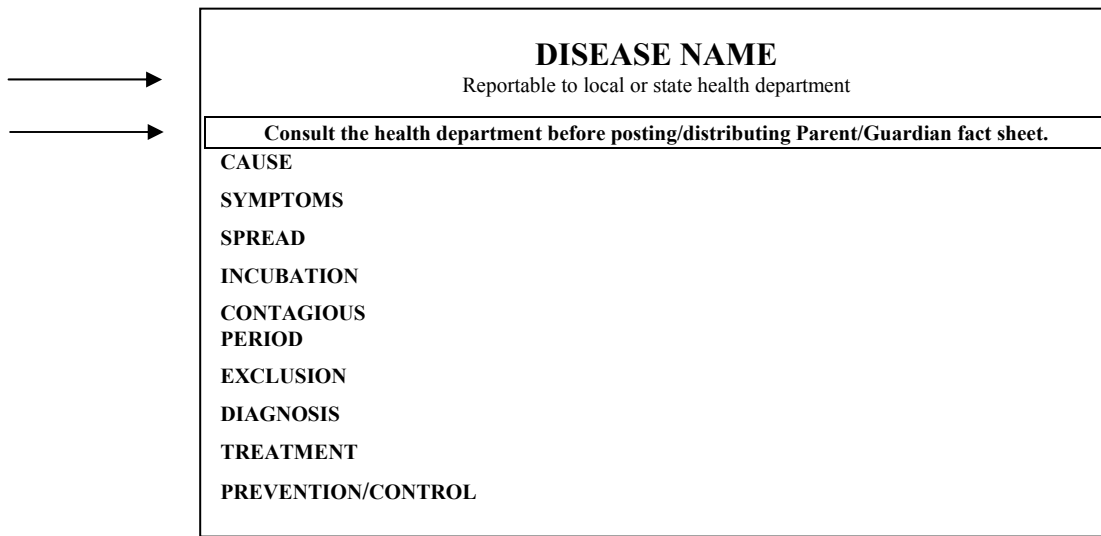 DISEASE NAME
Reportable to local or state health department
Consult the health department before posting/distributing Parent/Guardian fact sheet.
CAUSE
SYMPTOMS
SPREAD
INCUBATION
CONTAGIOUS
PERIOD
EXCLUSION
DIAGNOSIS
TREATMENT
PREVENTION/CONTROL